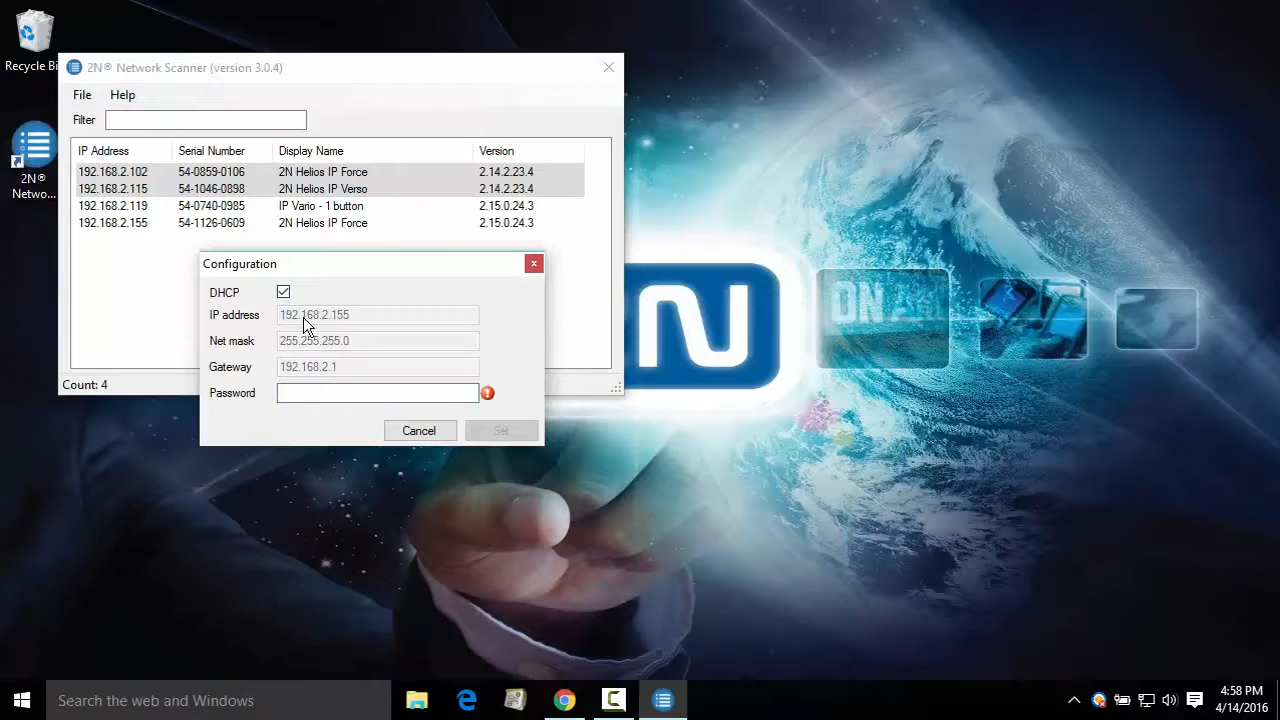 Recycle Bi
2N®
Netwo...
2N® Network Scanner (version 3.0.4)
File Help
Filter
IP Address Serial Number Display Name Version
192.168.2.102 54-0859-0106 2N Helios IP Force 2.14.2.23.4
192.168.2.115 54-1046-0898 2N Helios IP Verso 2.14.2.23.4
192.168.2.119 54-0740-0985 IP Vario - 1 button 2.15.0.24.3
192.168.2.155 54-1126-0609 2N Helios IP Force 2.15.0.24.3
Count: 4
Configuration
DHCP
IP address 192.168.2.155
Net mask 255.255.255.0
Gateway 192.168.2.1
Password
Cancel Set
N
ON
Search the web and Windows
4:58 PM
4/14/2016